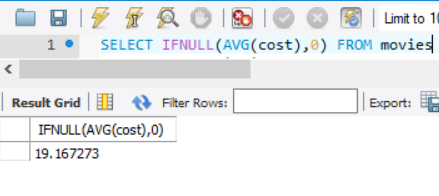 Limit to 10
1 SELECT IFNULL(AVG(cost),0) FROM movies
Result Grid Filter Rows: Export:
IFNULL(AVG(cost),0)
19.167273